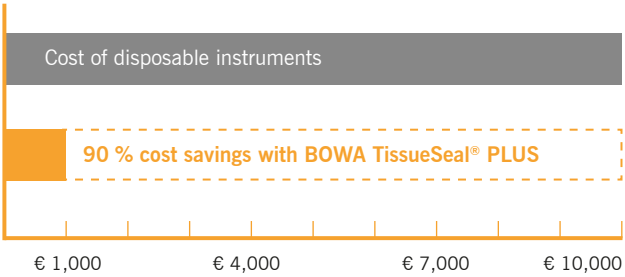 Cost of disposable instruments
90 % cost savings with BOWA TissueSeal® PLUS
€ 1,000 € 4,000 € 7,000 € 10,000